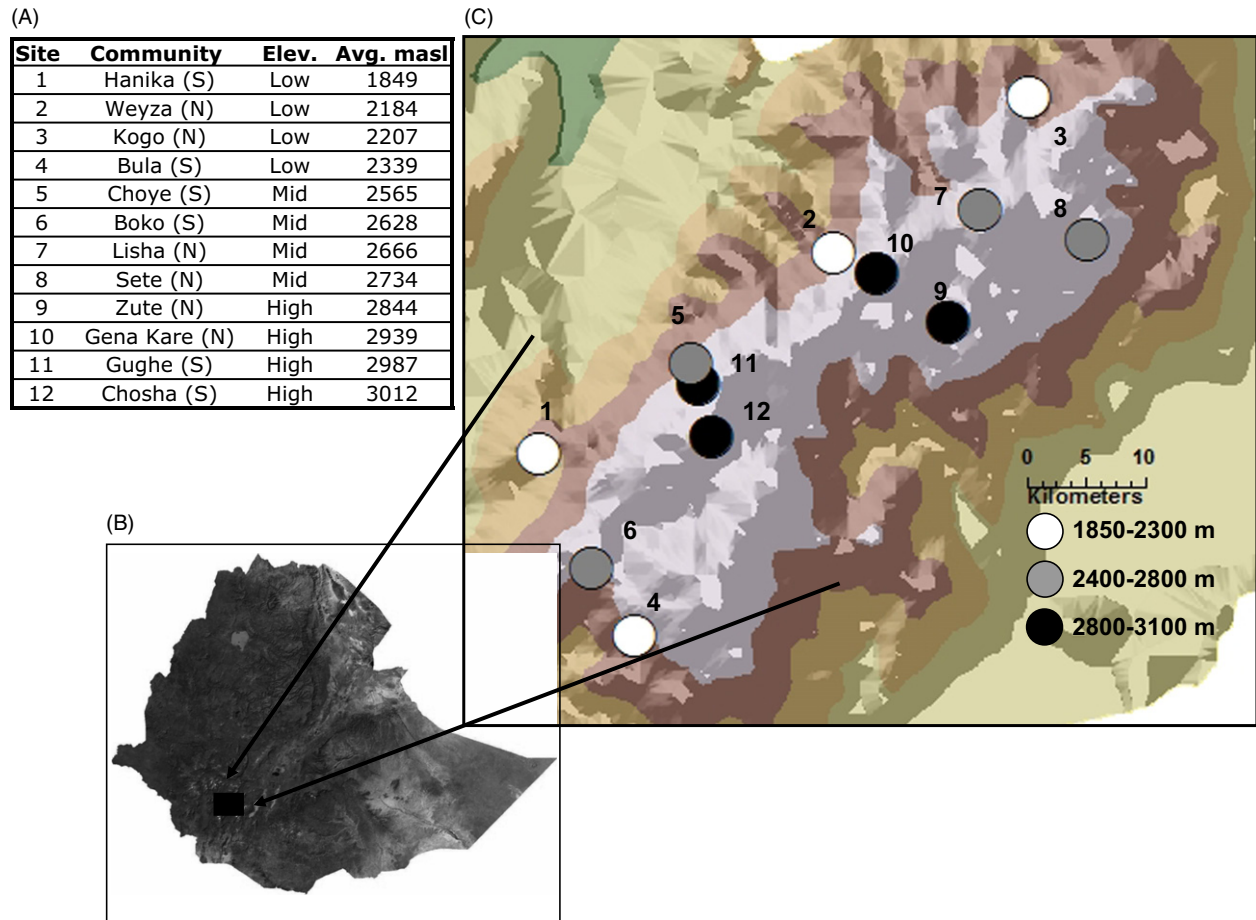 (A)
Site Community Elev. Avg. masl
1 Hanika (S) Low 1849
2 Weyza (N) Low 2184
3 Kogo (N) Low 2207
4 Bula (S) Low 2339
5 Choye (S) Mid 2565
6 Boko (S) Mid 2628
7 Lisha (N) Mid 2666
8 Sete (N) Mid 2734
9 Zute (N) High 2844
10 Gena Kare (N) High 2939
11 Gughe (S) High 2987
12 Chosha (S) High 3012
(B)
(C)
3
7
8
2
10
9
5
11
12
1
6
4
0 5 10
Kilometers
1850-2300 m
2400-2800 m
2800-3100 m